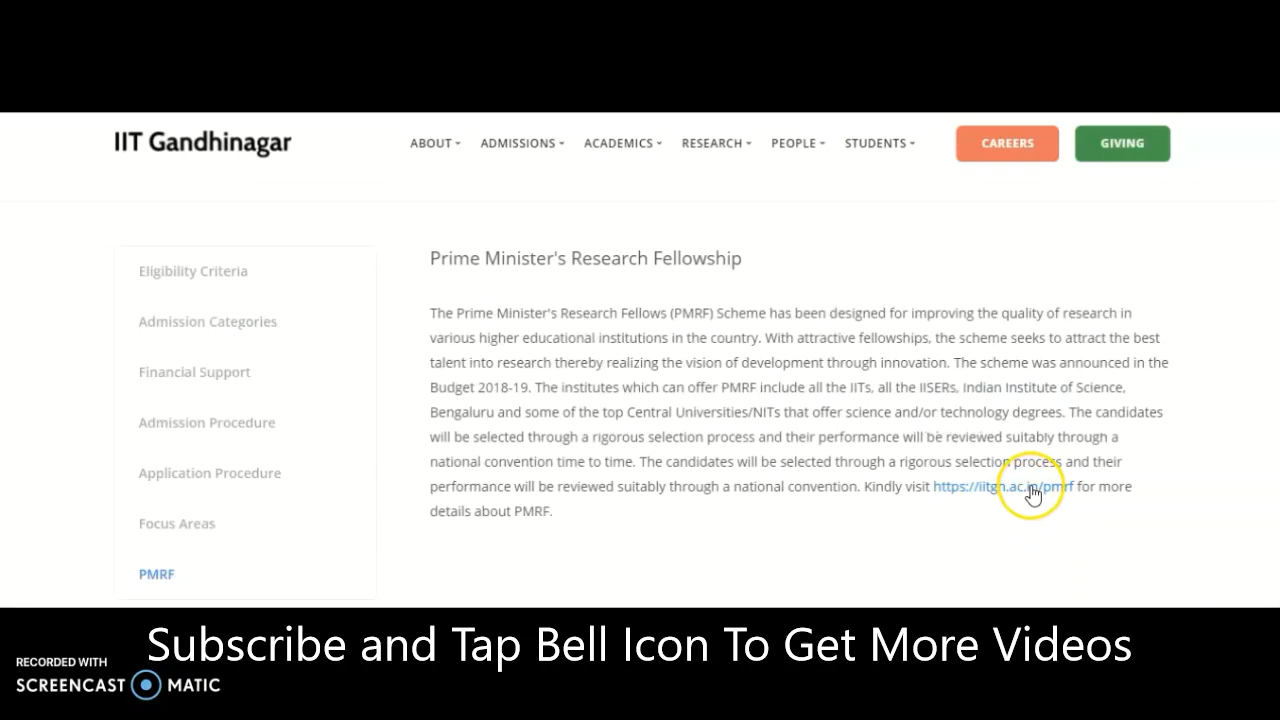 IIT Gandhinagar
ABOUT ADMISSIONS ACADEMICS RESEARCH PEOPLE STUDENTS CAREERS GIVING
Eligibility Criteria
Admission Categories
Financial Support
Admission Procedure
Application Procedure
Focus Areas
PMRF
Prime Minister's Research Fellowship
The Prime Minister's Research Fellows (PMRF) Scheme has been designed for improving the quality of research in
various higher educational institutions in the country. With attractive fellowships, the scheme seeks to attract the best
talent into research thereby realizing the vision of development through innovation. The scheme was announced in the
Budget 2018-19. The institutes which can offer PMRF include all the IITs, all the IISERs, Indian Institute of Science,
Bengaluru and some of the top Central Universities/NITs that offer science and/or technology degrees. The candidates
will be selected through a rigorous selection process and their performance will be reviewed suitably through a
national convention time to time. The candidates will be selected through a rigorous selection process and their
performance will be reviewed suitably through a national convention. Kindly visit https://iitgn.ac.in/pmrf for more
details about PMRF.
Subscribe and Tap Bell Icon To Get More Videos
RECORDED WITH
SCREENCAST MATIC